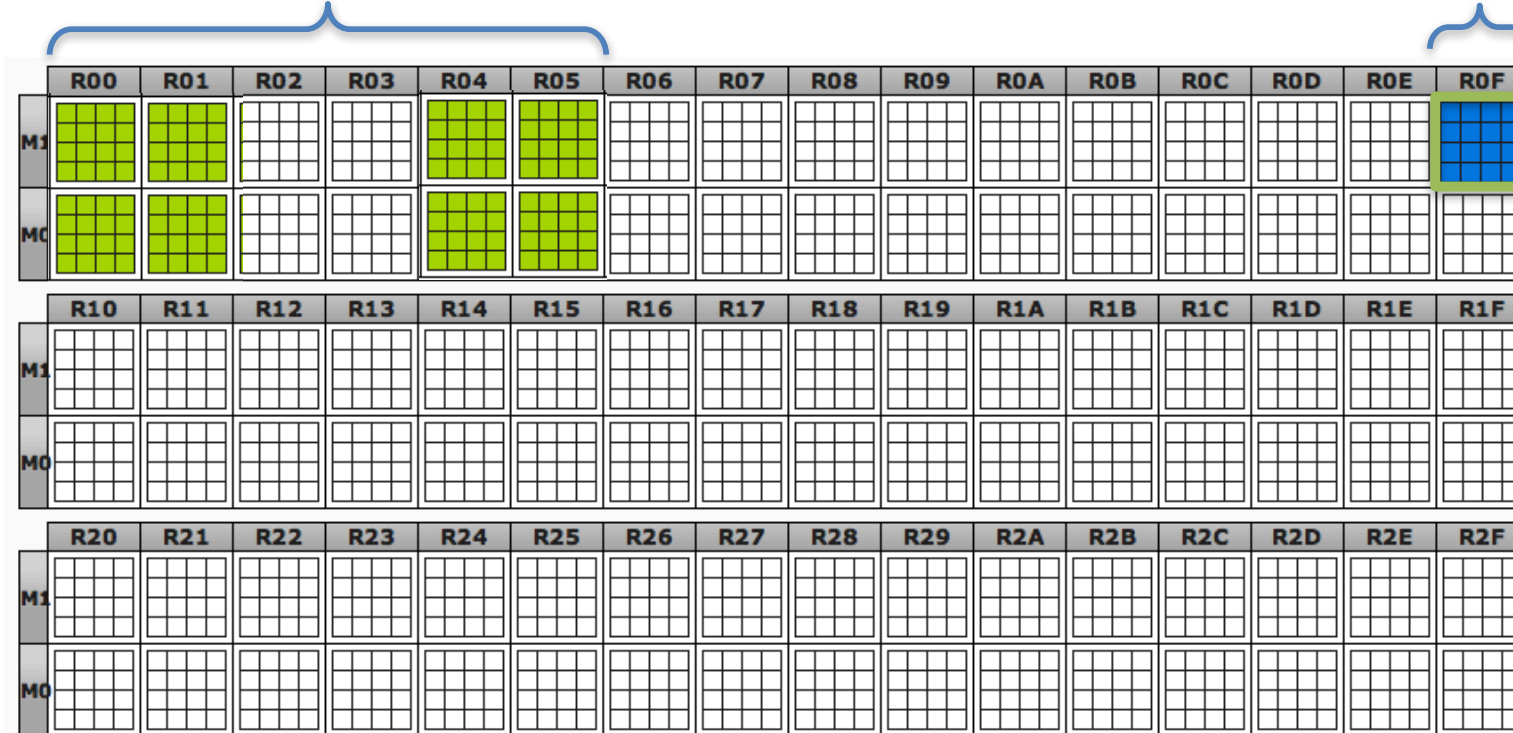 R00 R01 R02 R03 R04 R05 R06 R07 R08 R09 R0A R0B R0C R0D R0E R0F
M1
M0
R10 R11 R12 R13 R14 R15 R16 R17 R18 R19 R1A R1B R1C R1D R1E R1F
M1
M0
R20 R21 R22 R23 R24 R25 R26 R27 R28 R29 R2A R2B R2C R2D R2E R2F
M1
M0